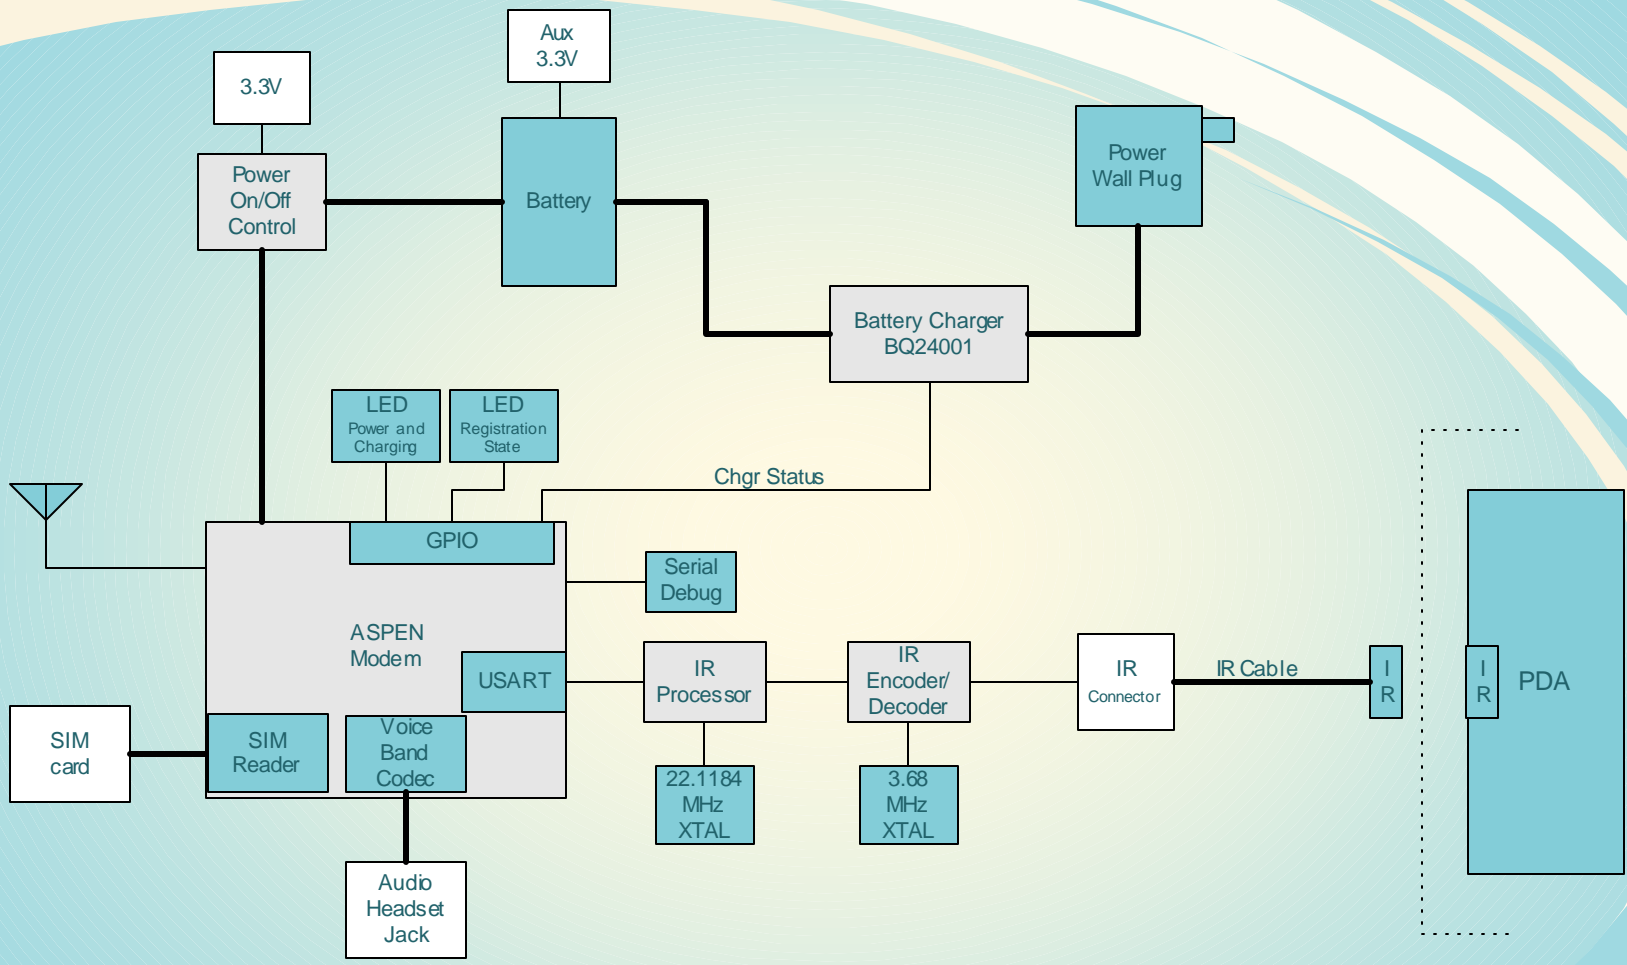 Aux
3.3V
3.3V
Power
On/Off
Control
Battery
Power
Wall Plug
Battery Charger
BQ24001
LED
Power and
Charging
LED
Registration
State
Chgr Status
GPIO
Serial
Debug
ASPEN
Modem
USART
IR
Processor
IR
Encoder/
Decoder
IR
Connector
IR Cable
I
R
I
R
PDA
SIM
card
SIM
Reader
Voice
Band
Codec
22.1184
MHz
XTAL
3.68
MHz
XTAL
Audio
Headset
Jack